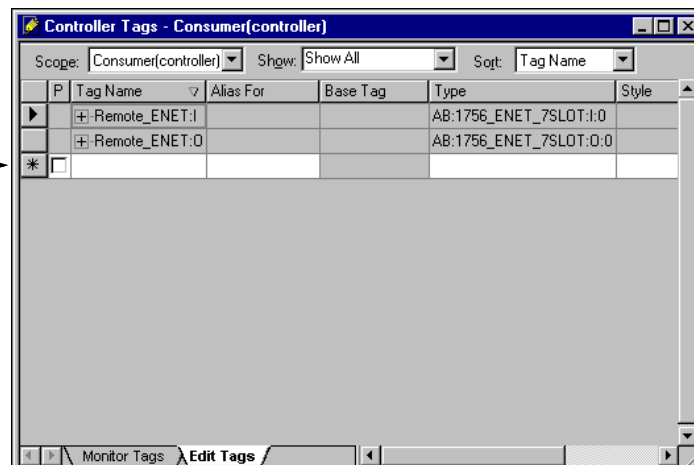 Controller Tags - Consumer(controller)
Scope: Consumer(controller) Show: Show All Sort: Tag Name
P Tag Name Alias For Base Tag Type Style
Remote_ENET:I AB:1756_ENET_7SLOT:I:0
Remote_ENET:O AB:1756_ENET_7SLOT:O:0
Monitor Tags Edit Tags